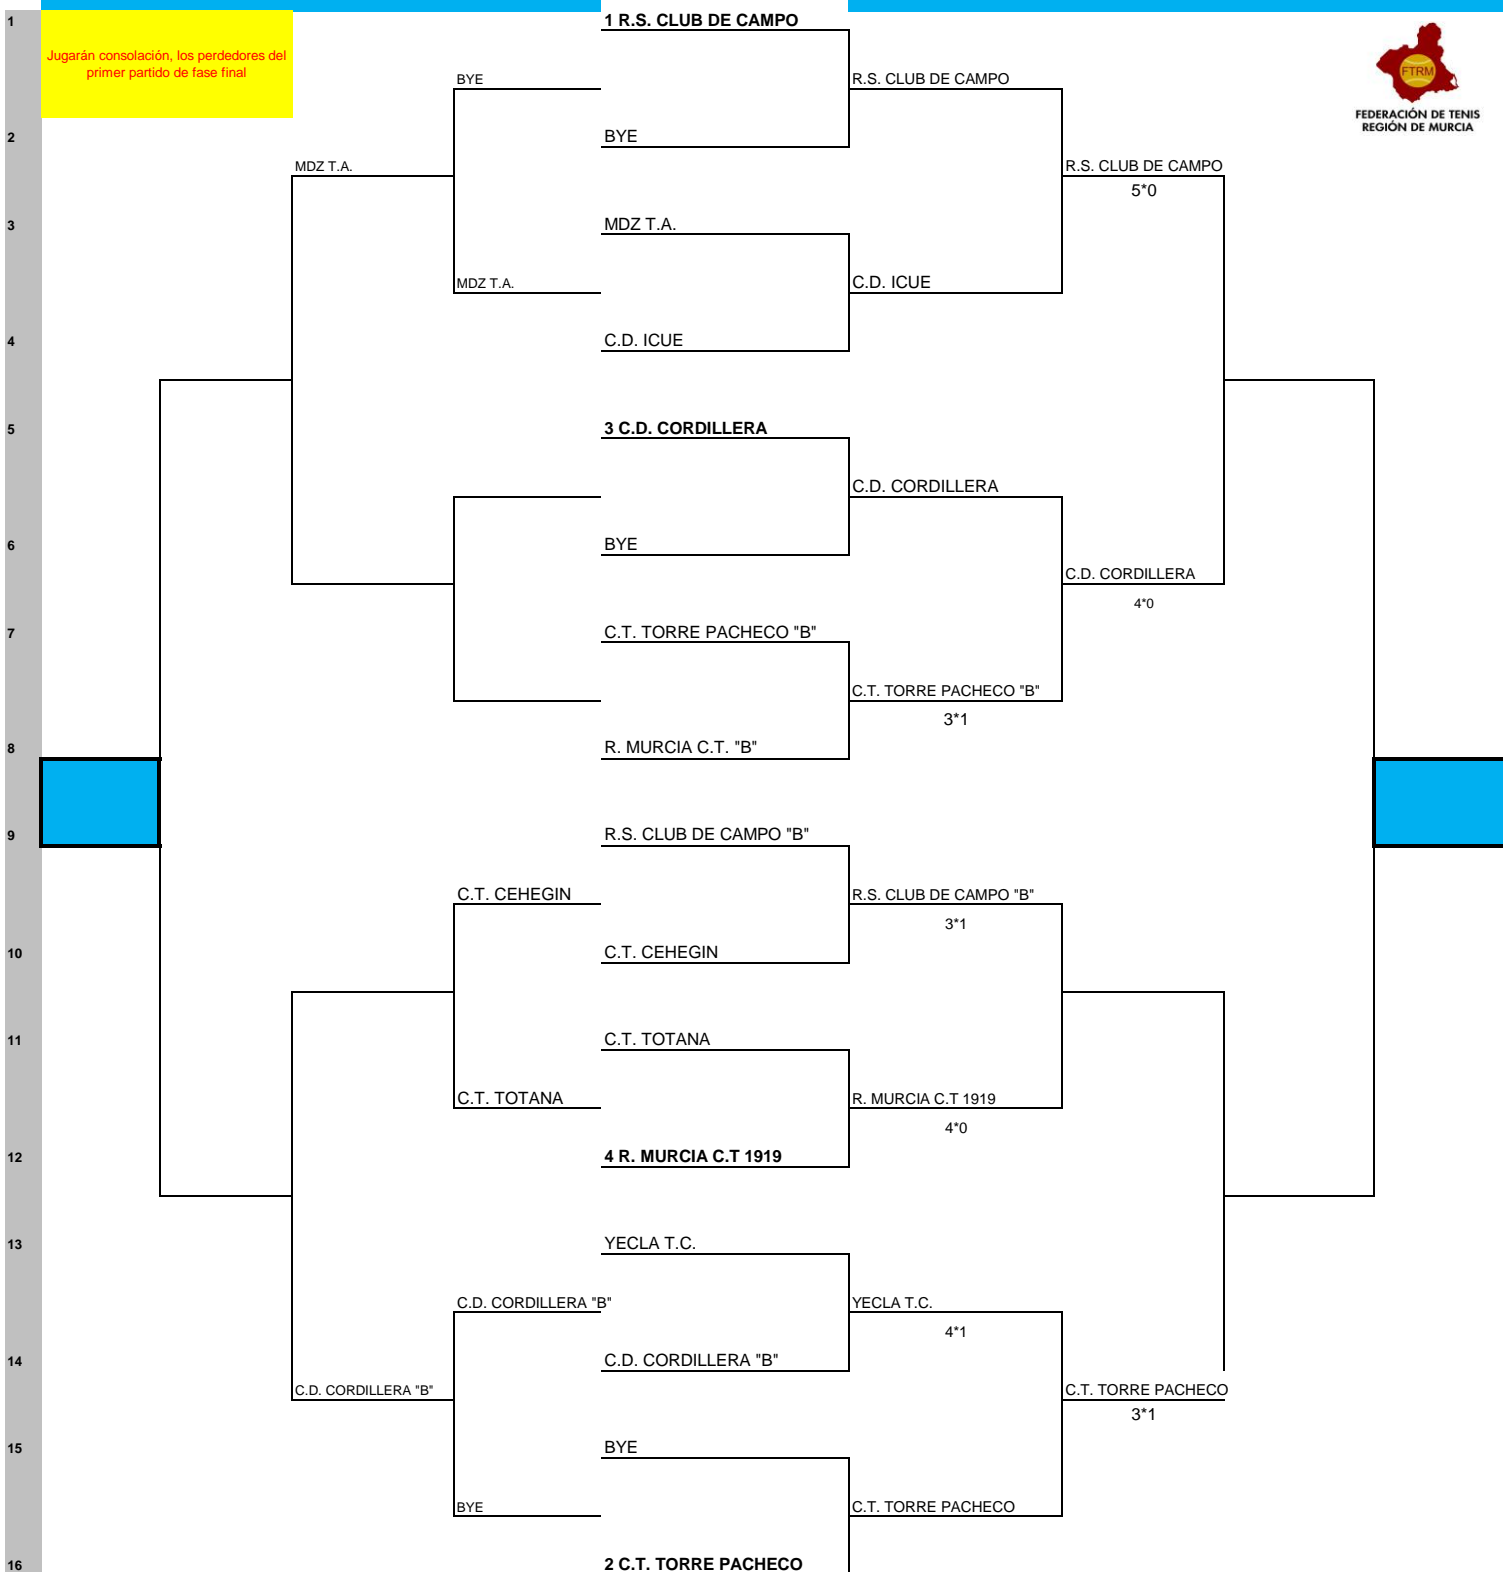 1
1 R.S. CLUB DE CAMPO
Jugarán consolación, los perdedores del
primer partido de fase final
BYE
R.S. CLUB DE CAMPO
FTRM
FEDERACIÓN DE TENIS
REGIÓN DE MURCIA
2
BYE
MDZ T.A.
R.S. CLUB DE CAMPO
5*0
3
MDZ T.A.
MDZ T.A.
C.D. ICUE
4
C.D. ICUE
5
3 C.D. CORDILLERA
C.D. CORDILLERA
6
BYE
C.D. CORDILLERA
4*0
7
C.T. TORRE PACHECO "B"
C.T. TORRE PACHECO "B"
3*1
8
R. MURCIA C.T. "B"
9
R.S. CLUB DE CAMPO "B"
C.T. CEHEGIN
R.S. CLUB DE CAMPO "B"
3*1
10
C.T. CEHEGIN
11
C.T. TOTANA
C.T. TOTANA
R. MURCIA C.T 1919
4*0
12
4 R. MURCIA C.T 1919
13
YECLA T.C.
C.D. CORDILLERA "B"
YECLA T.C.
4*1
14
C.D. CORDILLERA "B"
C.D. CORDILLERA "B"
C.T. TORRE PACHECO
3*1
15
BYE
BYE
C.T. TORRE PACHECO
16
2 C.T. TORRE PACHECO